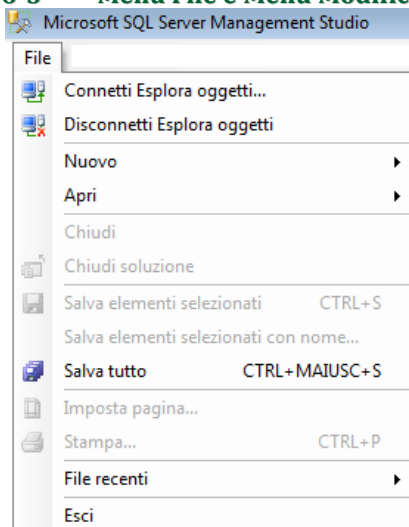 Menu File e Menu
Microsoft SQL Server Management Studio
File
Connetti Esplora oggetti...
Disconnetti Esplora oggetti
Nuovo
Apri
Chiudi
Chiudi soluzione
Salva elementi selezionati CTRL+S
Salva elementi selezionati con nome...
Salva tutto CTRL+MAIUSC+S
Imposta pagina...
Stampa... CTRL+P
File recenti
Esci